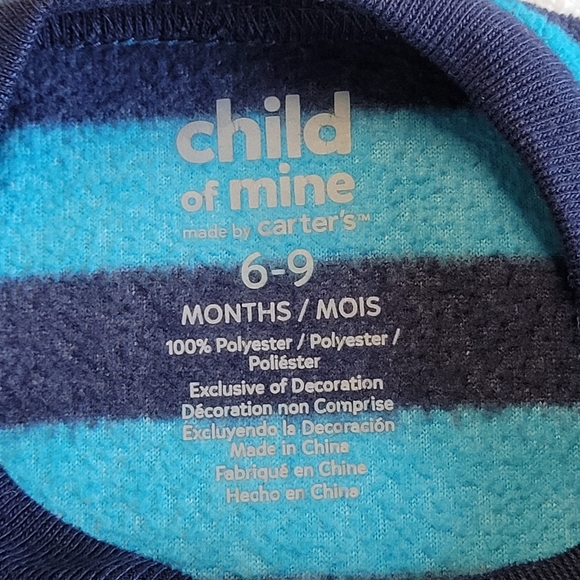 child
of mine
made by carter's™
6-9
MONTHS / MOIS
100% Polyester / Polyester /
Poliéster
Exclusive of Decoration
Décoration non Comprise
Excluyendo la Decoración
Made in China
Fabriqué en Chine
Hecho en China